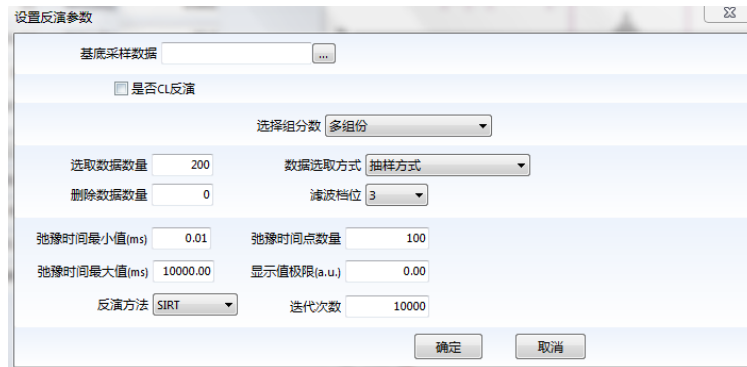 设置反演参数
基底采样数据 ...
是否CL反演
选择组分数 多组份
选取数据数量 200 数据选取方式 抽样方式
删除数据数量 0 滤波档位 3
弛豫时间最小值(ms) 0.01 弛豫时间点数量 100
弛豫时间最大值(ms) 10000.00 显示值极限(a.u.) 0.00
反演方法 SIRT 迭代次数 10000
确定 取消